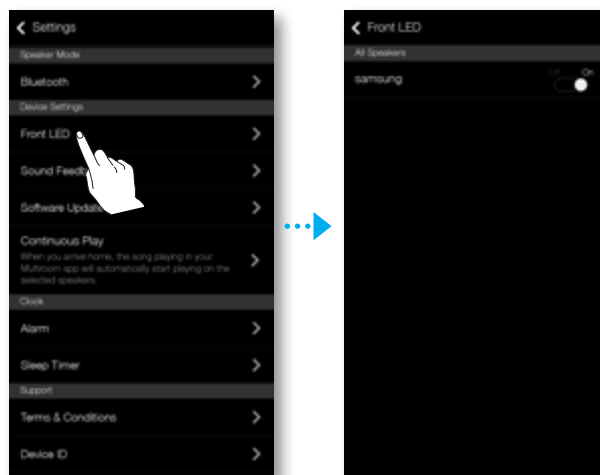 Settings
Speaker Mode
Bluetooth
Device Settings
Front LED
Sound Feedb
Software Update
Continuous Play
When you arrive home, the song playing in your
Multiroom app will automatically start playing on the
selected speakers.
Clock
Alarm
Sleep Timer
Support
Terms & Conditions
Device ID
Front LED
All Speakers
samsung
Off On